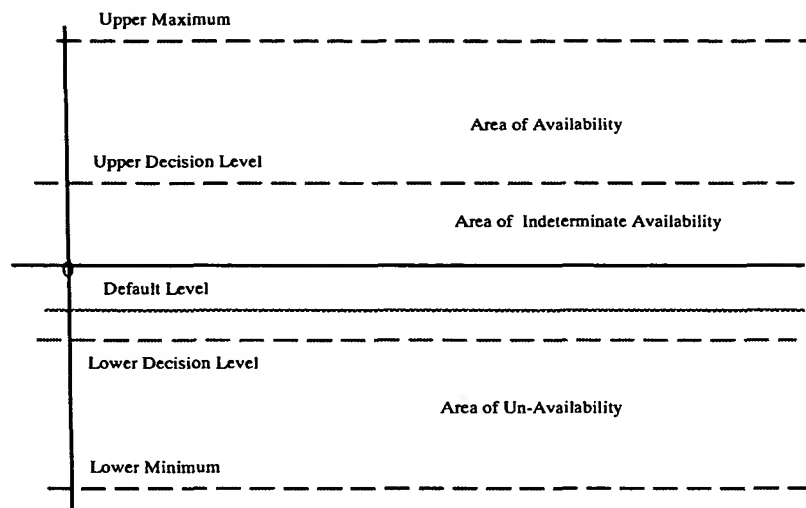 Upper Maximum
Area of Availability
Upper Decision Level
Area of Indeterminate Availability
Default Level
Lower Decision Level
Area of Un-Availability
Lower Minimum